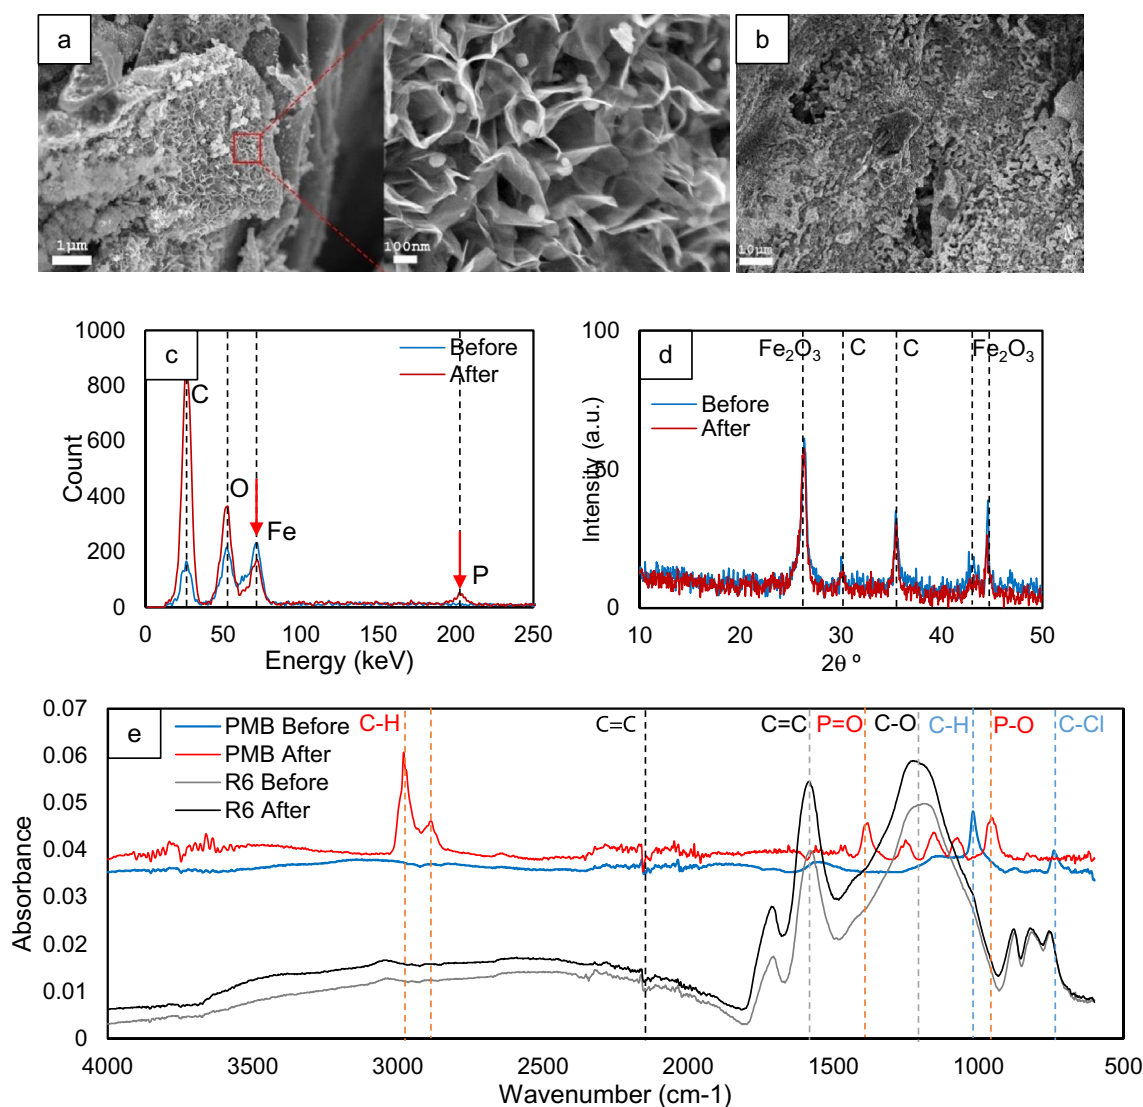 a
b
1μm
100nm
10μm
c
Before
After
C
O
Fe
P
1000
800
600
400
200
0
Count
0 50 100 150 200 250
Energy (keV)
d
Fe₂O₃ C C Fe₂O₃
Before
After
100
50
0
Intensity (a.u.)
10 20 30 40 50
2θ º
e
PMB Before
PMB After
R6 Before
R6 After
C-H C=C C=C P=O C-O C-H P-O C-Cl
0.07
0.06
0.05
0.04
0.03
0.02
0.01
0
Absorbance
4000 3500 3000 2500 2000 1500 1000 500
Wavenumber (cm-1)